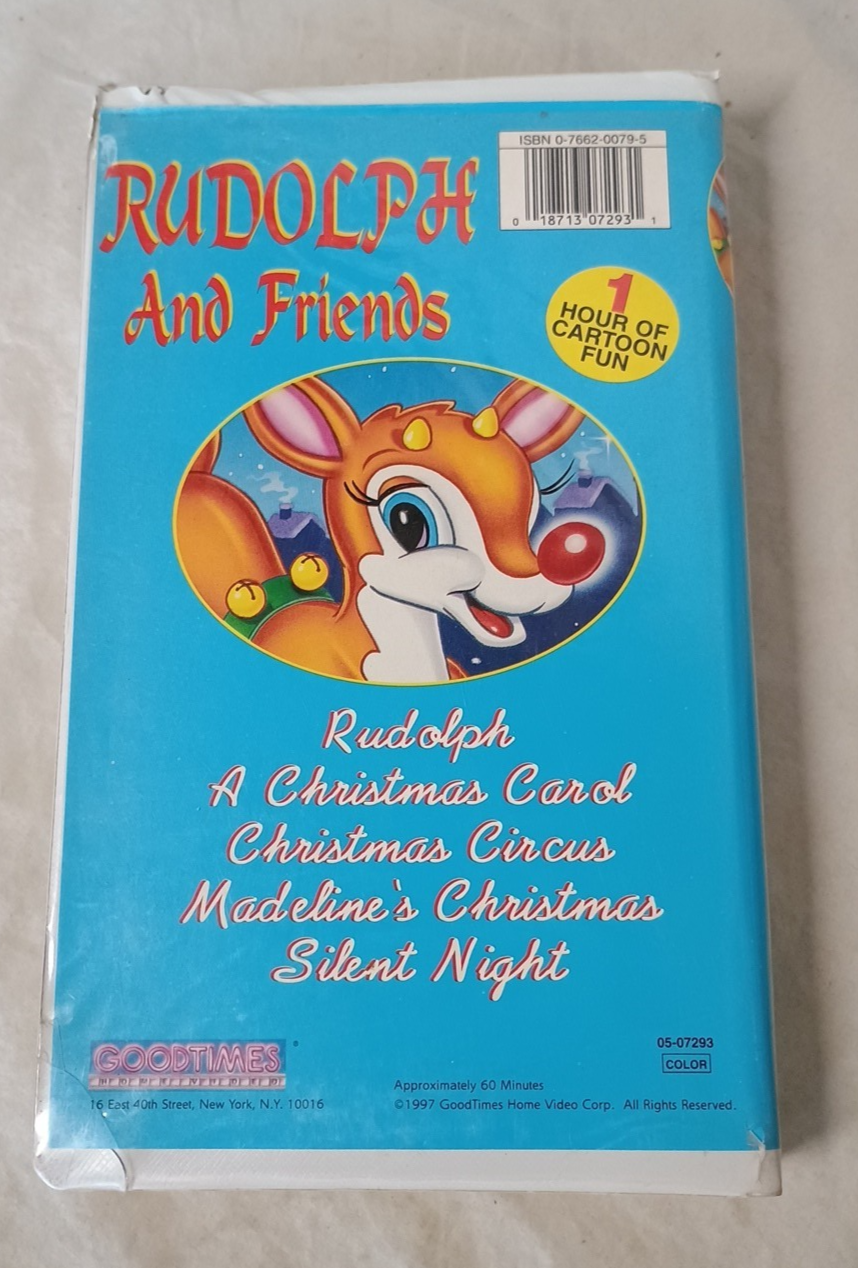 RUDOLPH
And Friends
ISBN 0-7662-0079-5
0 18713 07293 1
1
HOUR OF
CARTOON
FUN
Rudolph
A Christmas Carol
Christmas Circus
Madeline's Christmas
Silent Night
GOODTIMES
HOME VIDEO
16 East 40th Street, New York, N.Y. 10016
05-07293
COLOR
Approximately 60 Minutes
©1997 GoodTimes Home Video Corp. All Rights Reserved.